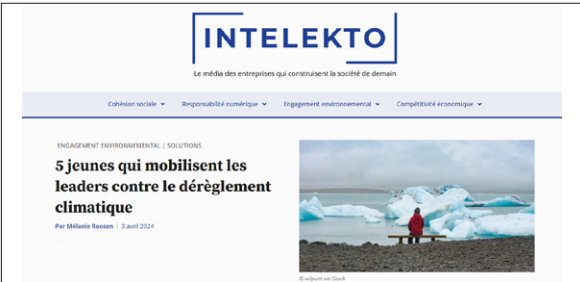 INTELEKTO
Le média des entreprises qui construisent la société de demain
Cohésion sociale
Responsabilité numérique
Engagement environnemental
Compétitivité économique
ENGAGEMENT ENVIRONNEMENTAL | SOLUTIONS
5 jeunes qui mobilisent les
leaders contre le dérèglement
climatique
Par Mélanie Roosen | 3 avril 2024
via iStock